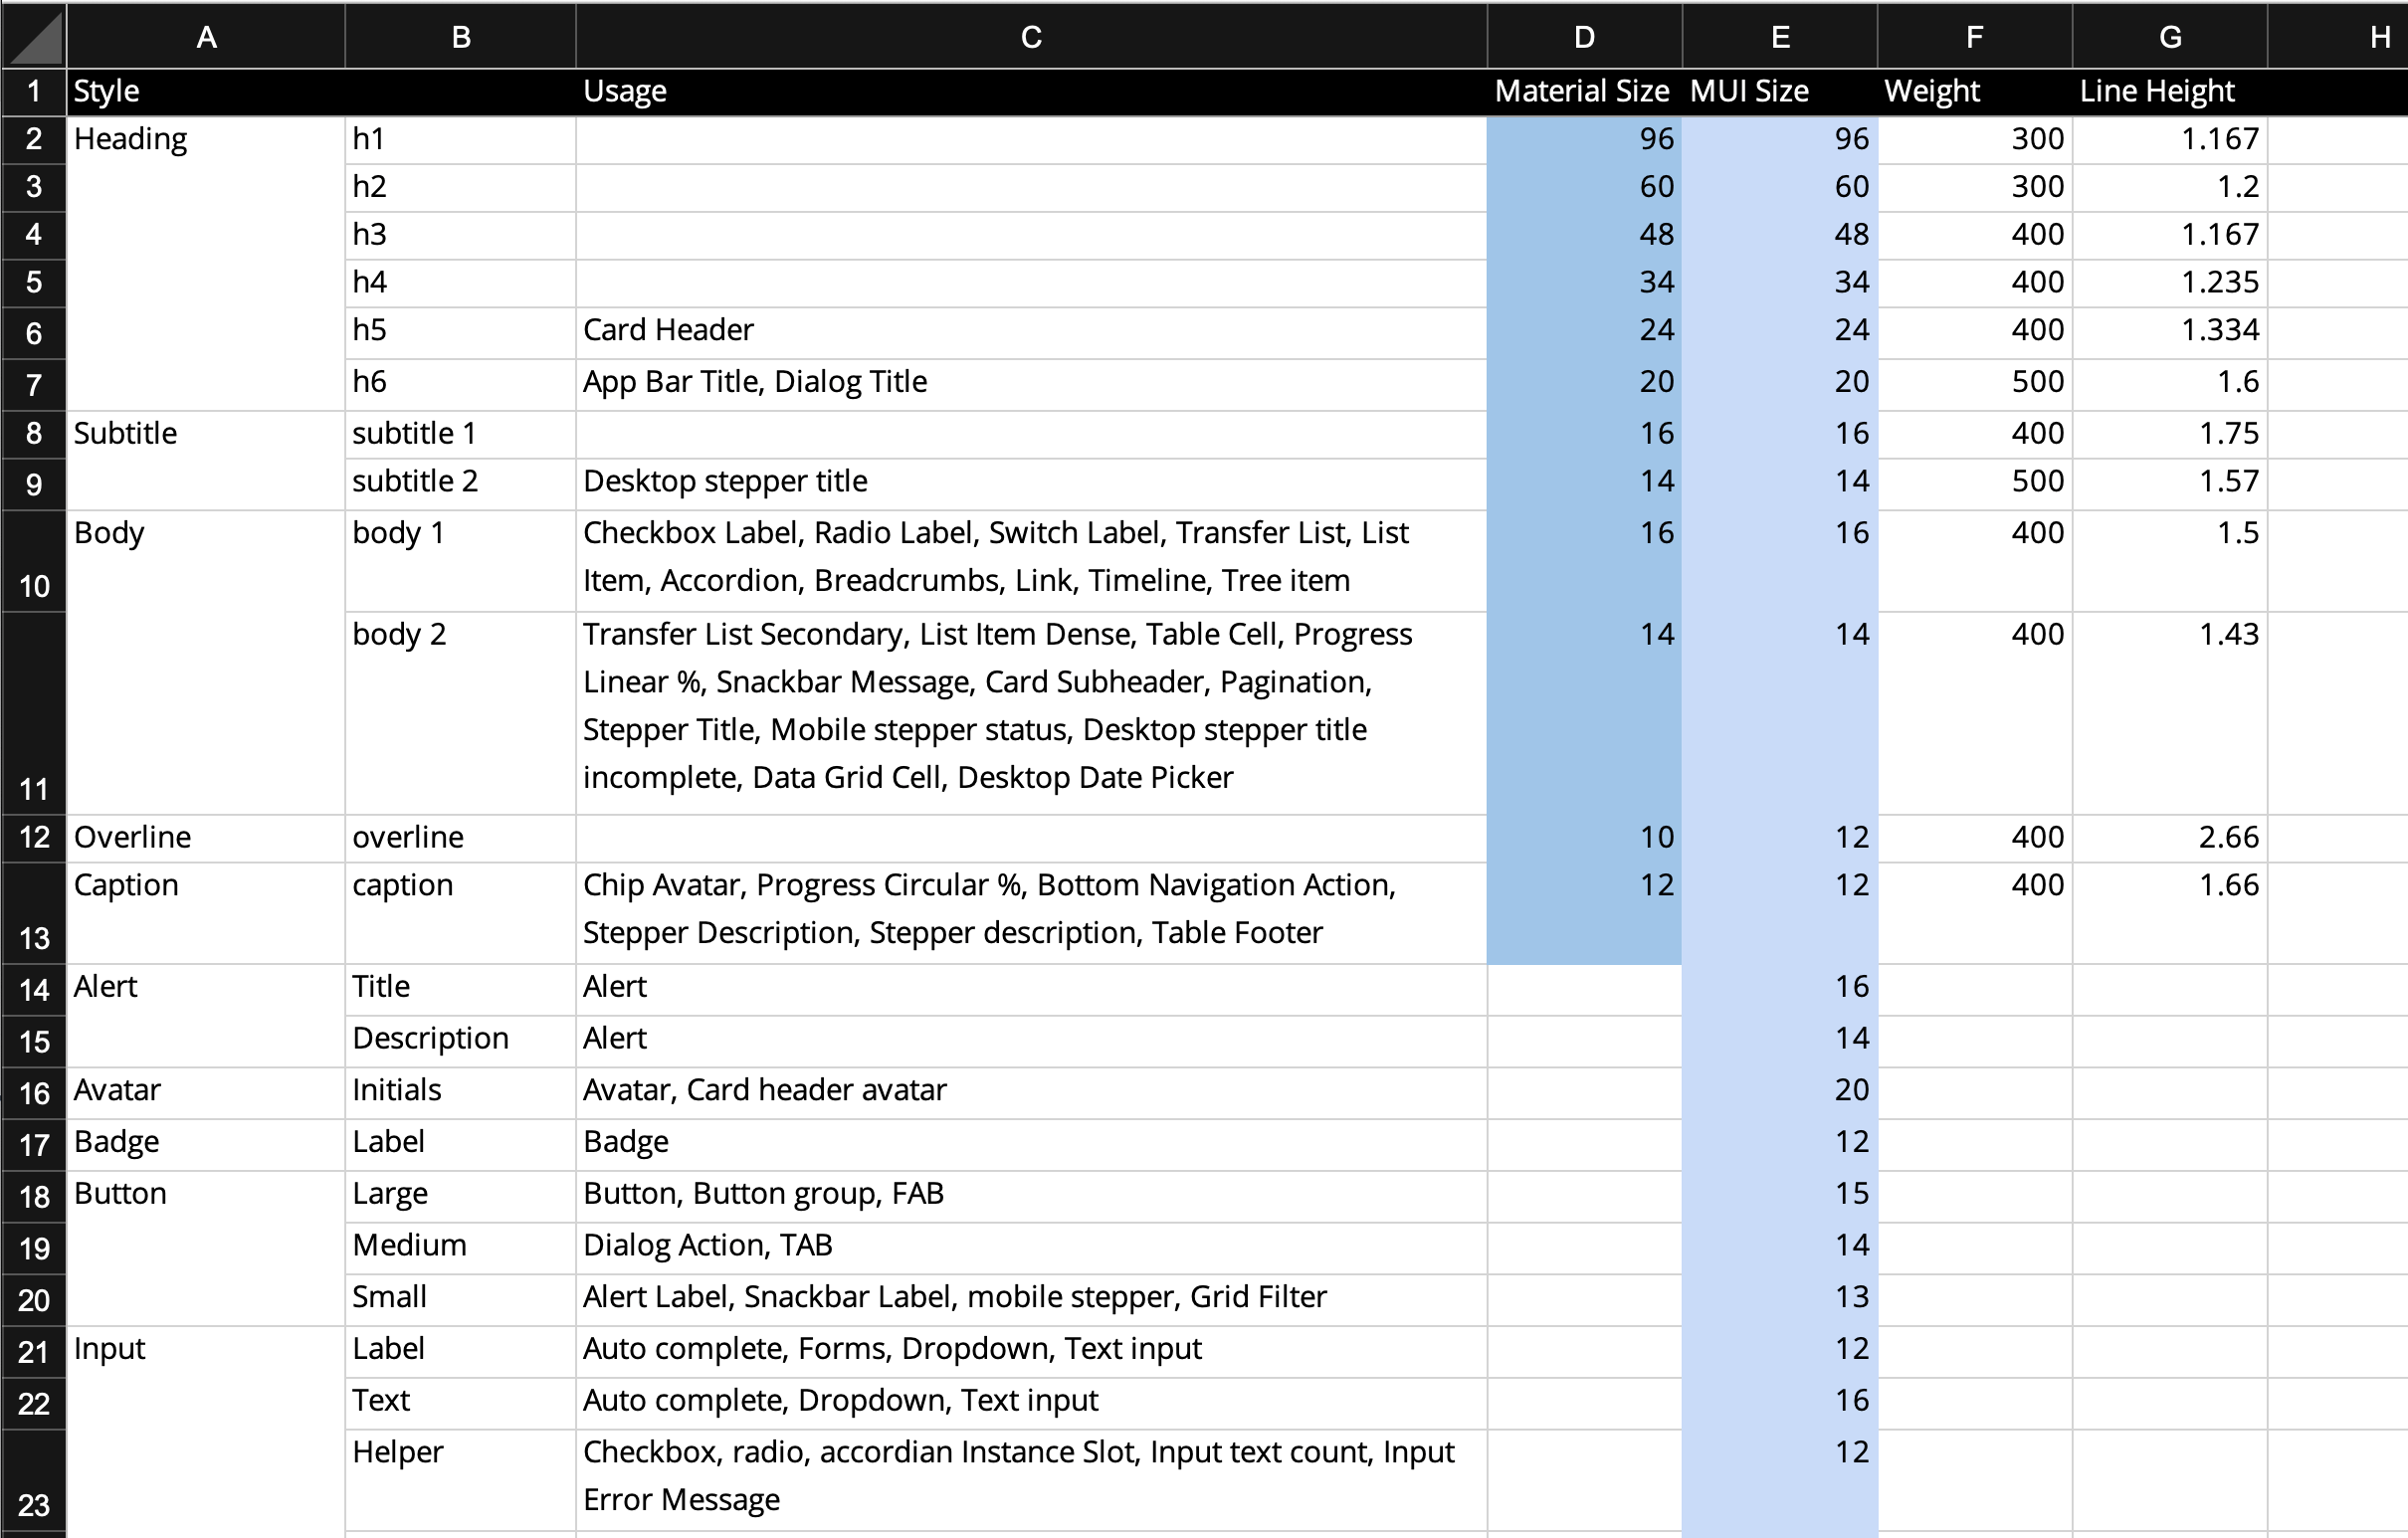 A B C D E F G H
1 Style Usage Material Size MUI Size Weight Line Height
2 Heading h1 96 96 300 1.167
3 h2 60 60 300 1.2
4 h3 48 48 400 1.167
5 h4 34 34 400 1.235
6 h5 Card Header 24 24 400 1.334
7 h6 App Bar Title, Dialog Title 20 20 500 1.6
8 Subtitle subtitle 1 16 16 400 1.75
9 subtitle 2 Desktop stepper title 14 14 500 1.57
Body body 1 Checkbox Label, Radio Label, Switch Label, Transfer List, List 16 16 400 1.5
10 Item, Accordion, Breadcrumbs, Link, Timeline, Tree item
body 2 Transfer List Secondary, List Item Dense, Table Cell, Progress 14 14 400 1.43
Linear %, Snackbar Message, Card Subheader, Pagination,
Stepper Title, Mobile stepper status, Desktop stepper title
11 incomplete, Data Grid Cell, Desktop Date Picker
12 Overline overline 10 12 400 2.66
Caption caption Chip Avatar, Progress Circular %, Bottom Navigation Action, 12 12 400 1.66
13 Stepper Description, Stepper description, Table Footer
14 Alert Title Alert 16
15 Description Alert 14
16 Avatar Initials Avatar, Card header avatar 20
17 Badge Label Badge 12
18 Button Large Button, Button group, FAB 15
19 Medium Dialog Action, TAB 14
20 Small Alert Label, Snackbar Label, mobile stepper, Grid Filter 13
21 Input Label Auto complete, Forms, Dropdown, Text input 12
22 Text Auto complete, Dropdown, Text input 16
Helper Checkbox, radio, accordian Instance Slot, Input text count, Input 12
23 Error Message